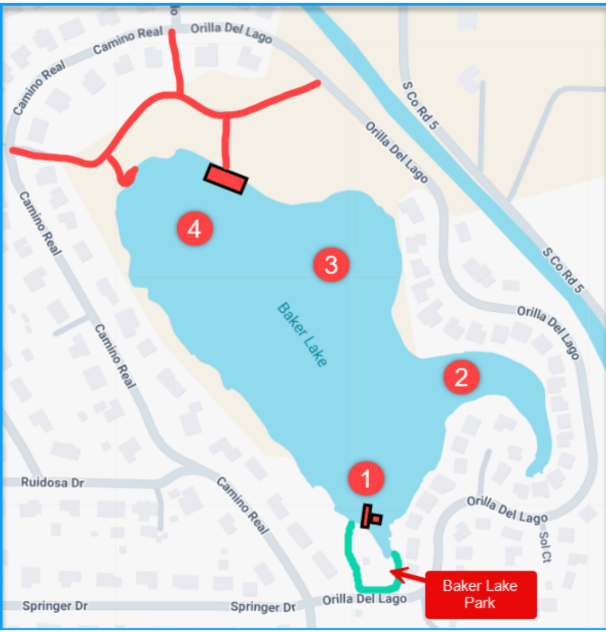 lo
Orilla Del Lago
Camino Real
Camino Real
S Co Rd 5
Orilla Del Lago
Camino Real
4
3
S Co Rd 5
Baker Lake
Orilla Del Lago
Camino Real
2
1
Ruidosa Dr
Camino Real
Orilla Del Lago
Sol Ct
Baker Lake
Park
Springer Dr
Springer Dr
Orilla Del Lago